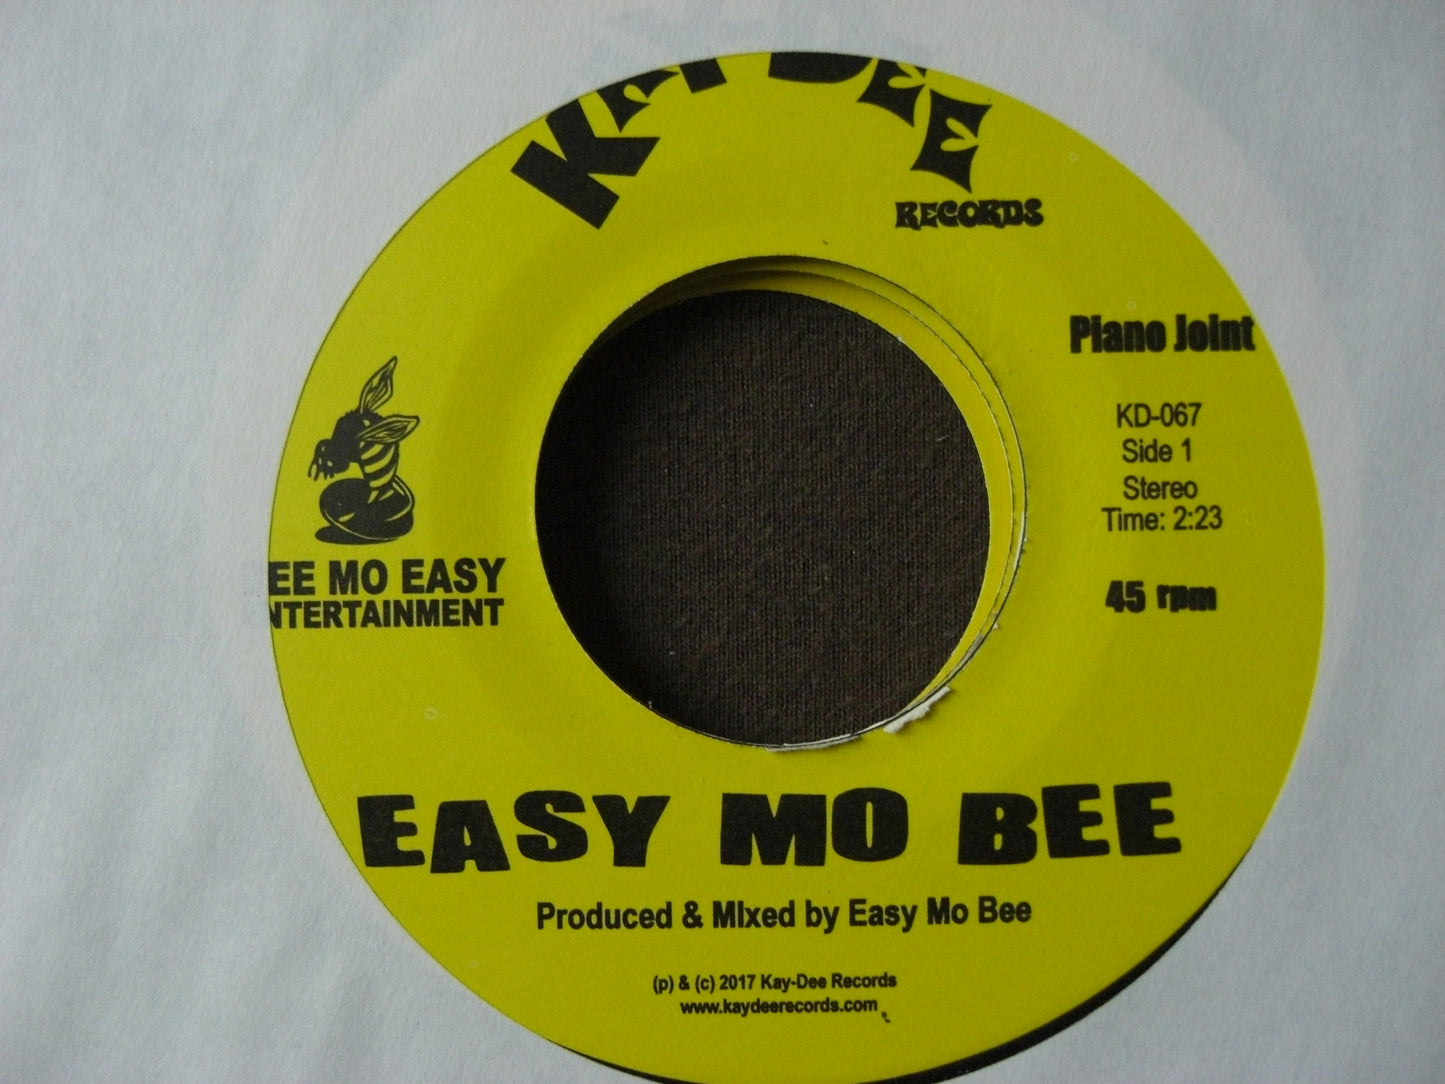 KAY DEE
RECORDS
Piano Joint
KD-067
Side 1
Stereo
Time: 2:23
45 rpm
EE MO EASY
NTERTAINMENT
EASY MO BEE
Produced & MIxed by Easy Mo Bee
(p) & (c) 2017 Kay-Dee Records
www.kaydeerecords.com